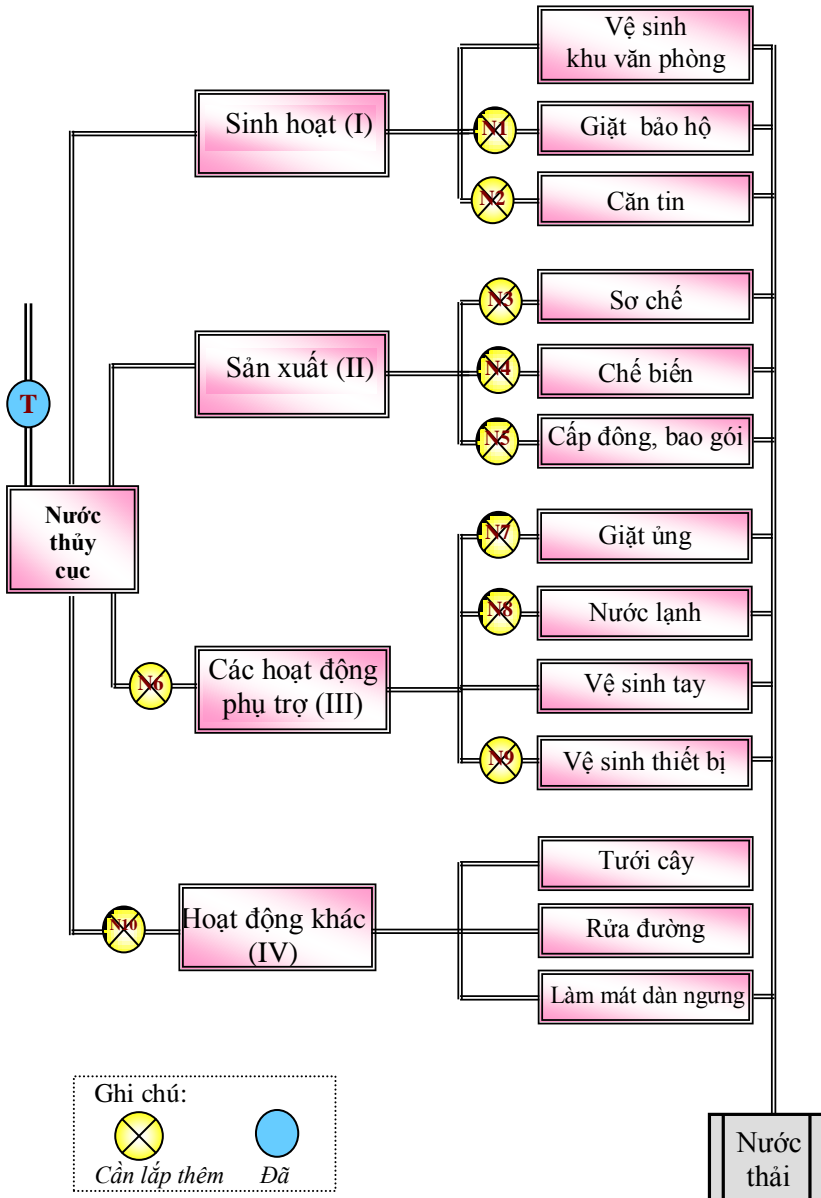 Vệ sinh
khu văn phòng
Sinh hoạt (I)
N1
Giặt bảo hộ
N2
Căn tin
N3
Sơ chế
Sản xuất (II)
N4
Chế biến
T
N5
Cấp đông, bao gói
Nước
thủy
cục
N7
Giặt ủng
N8
Nước lạnh
N6
Các hoạt động
phụ trợ (III)
Vệ sinh tay
N9
Vệ sinh thiết bị
Tưới cây
N10
Hoạt động khác
(IV)
Rửa đường
Làm mát dàn ngưng
Ghi chú:
Cần lắp thêm
Đã
Nước
thải